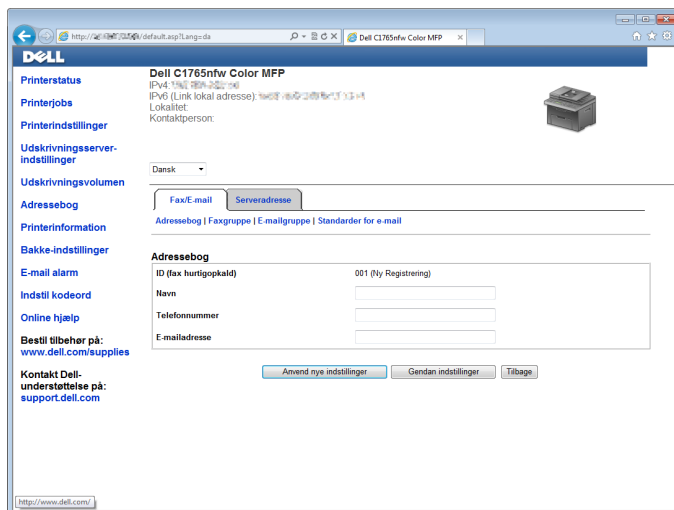 http:// /default.asp?Lang=da
Dell C1765nfw Color MFP
DELL
Printerstatus
Printerjobs
Printerindstillinger
Udskrivningsserver-
indstillinger
Udskrivningsvolumen
Adressebog
Printerinformation
Bakke-indstillinger
E-mail alarm
Indstil kodeord
Online hjælp
Bestil tilbehør på:
www.dell.com/supplies
Kontakt Dell-
understøttelse på:
support.dell.com
Dell C1765nfw Color MFP
IPv4:
IPv6 (Link lokal adresse):
Lokalitet:
Kontaktperson:
Dansk
Fax/E-mail Serveradresse
Adressebog | Faxgruppe | E-mailgruppe | Standarder for e-mail
Adressebog
ID (fax hurtigopkald) 001 (Ny Registrering)
Navn
Telefonnummer
E-mailadresse
Anvend nye indstillinger Gendan indstillinger Tilbage
http://www.dell.com/